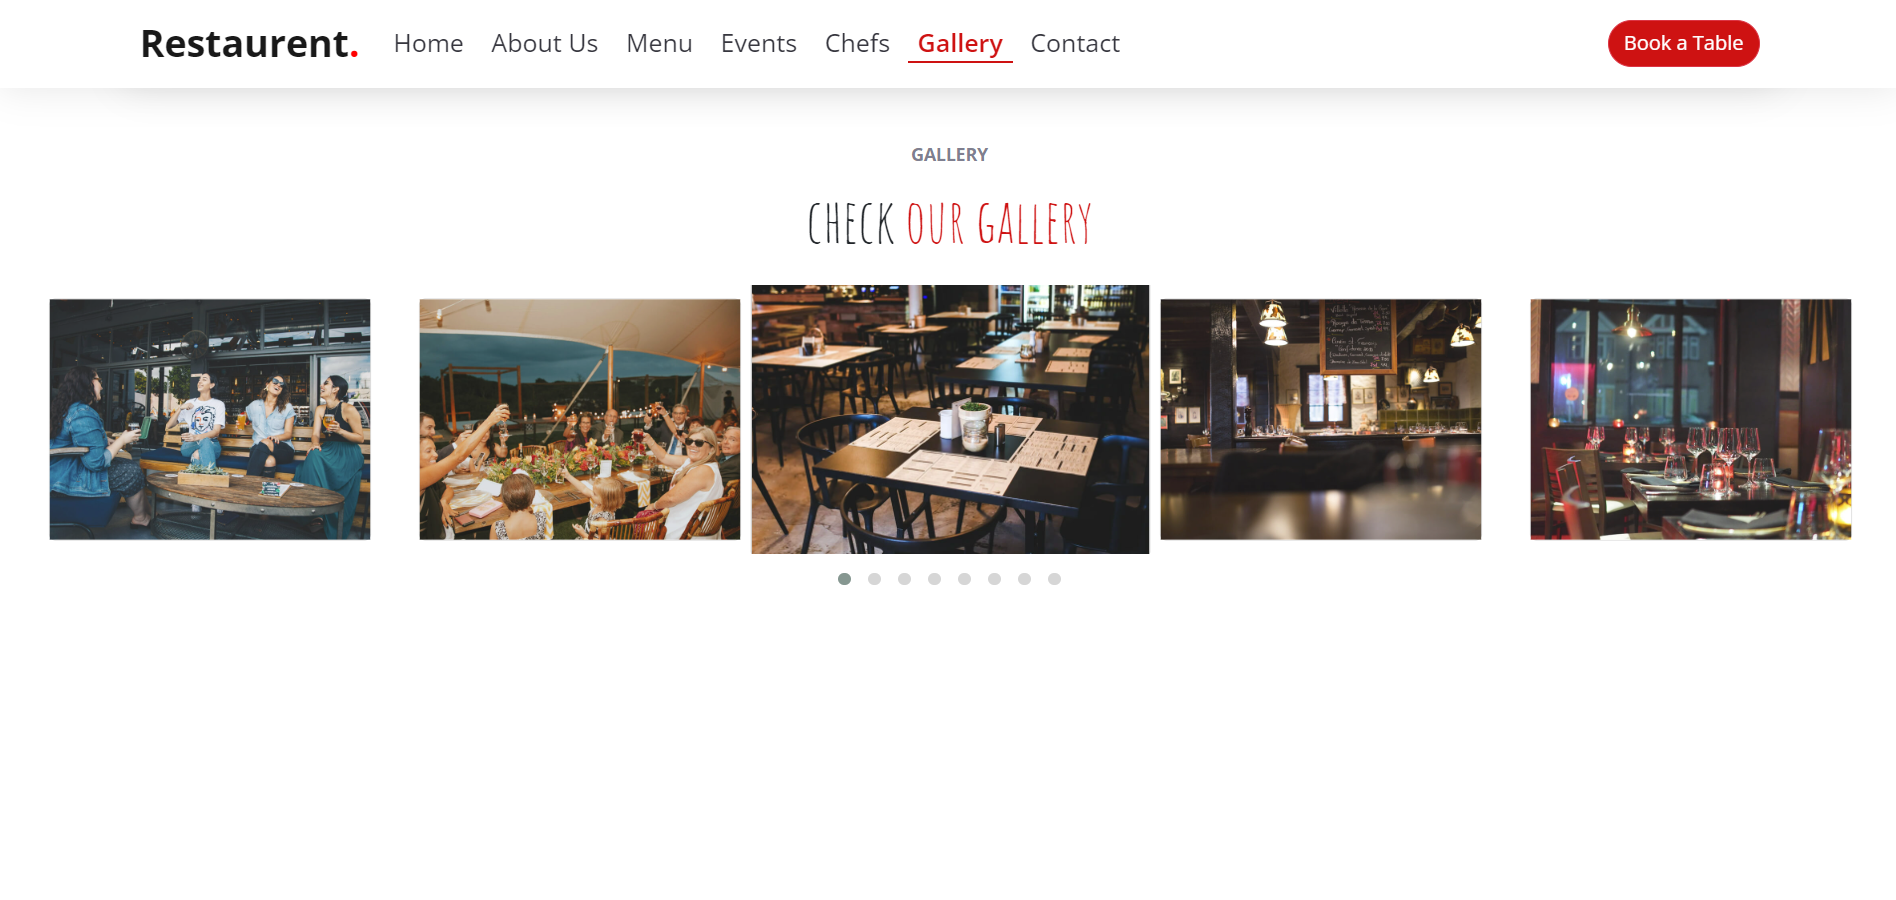 Restaurent. Home About Us Menu Events Chefs Gallery Contact Book a Table
GALLERY
CHECK OUR GALLERY